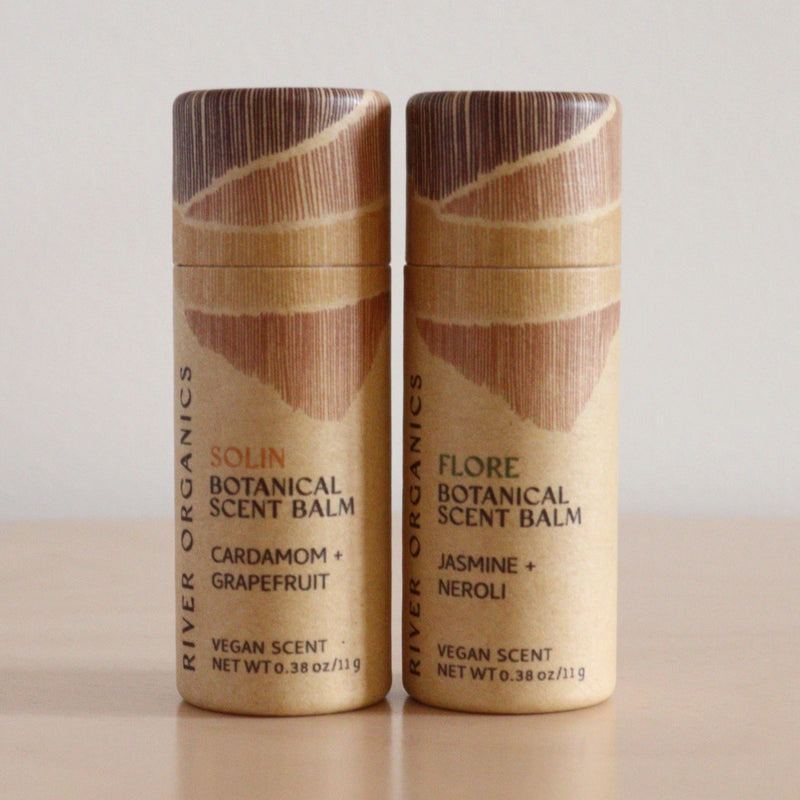 RIVER ORGANICS
SOLIN
BOTANICAL
SCENT BALM
CARDAMOM +
GRAPEFRUIT
VEGAN SCENT
NET WT 0.38 oz/11 g
RIVER ORGANICS
FLORE
BOTANICAL
SCENT BALM
JASMINE +
NEROLI
VEGAN SCENT
NET WT 0.38 oz/11 g